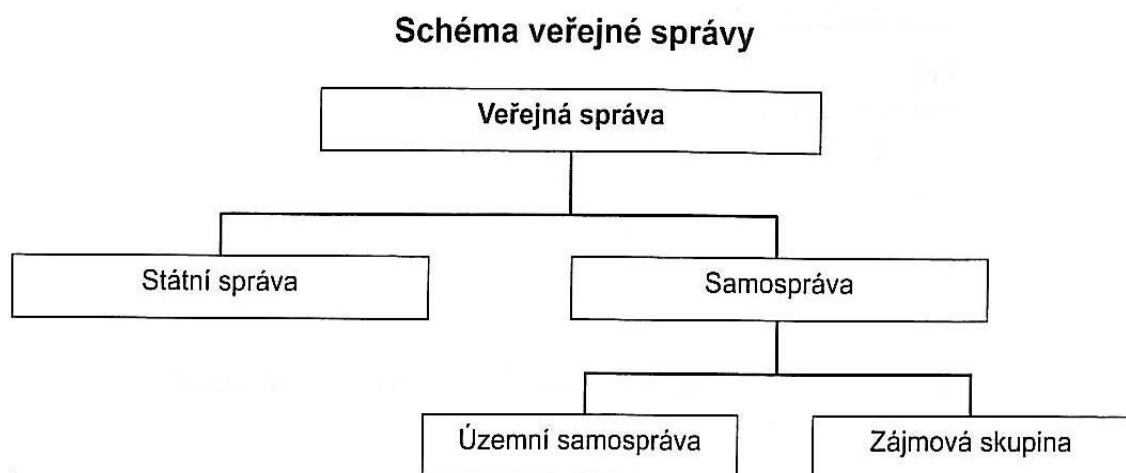 Schéma veřejné správy
Veřejná správa
Státní správa
Samospráva
Územní samospráva
Zájmová skupina